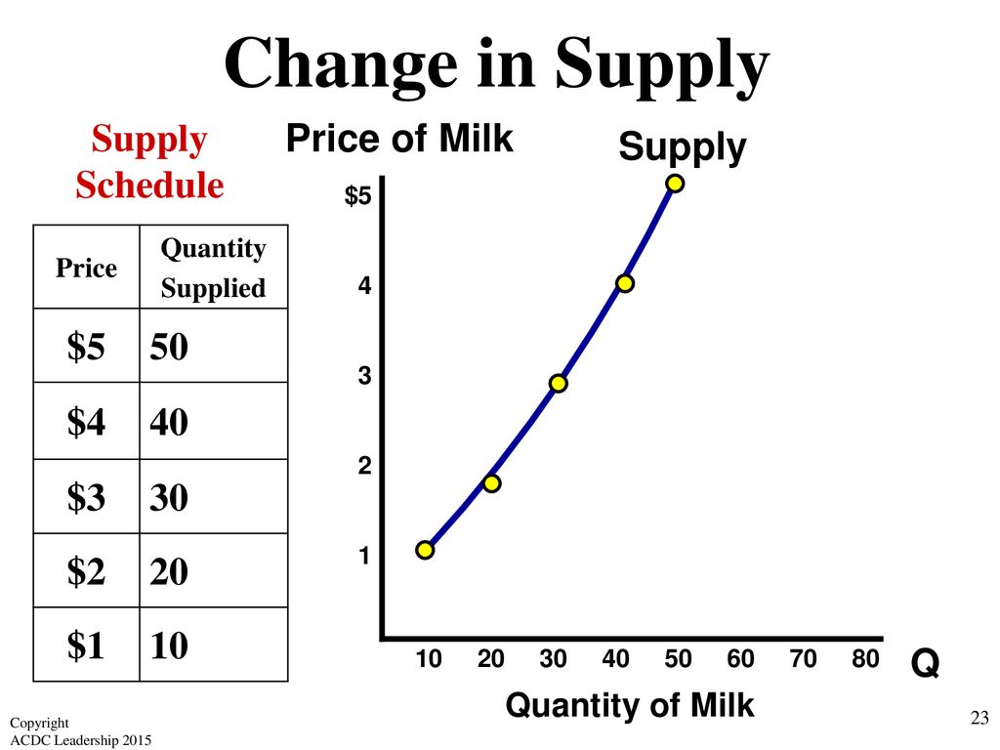 Change in Supply
Supply
Schedule
Price
Quantity
Supplied
$5 50
$4 40
$3 30
$2 20
$1 10
Price of Milk
Supply
$5
4
3
2
1
10 20 30 40 50 60 70 80
Q
Quantity of Milk
Copyright
ACDC Leadership 2015
23